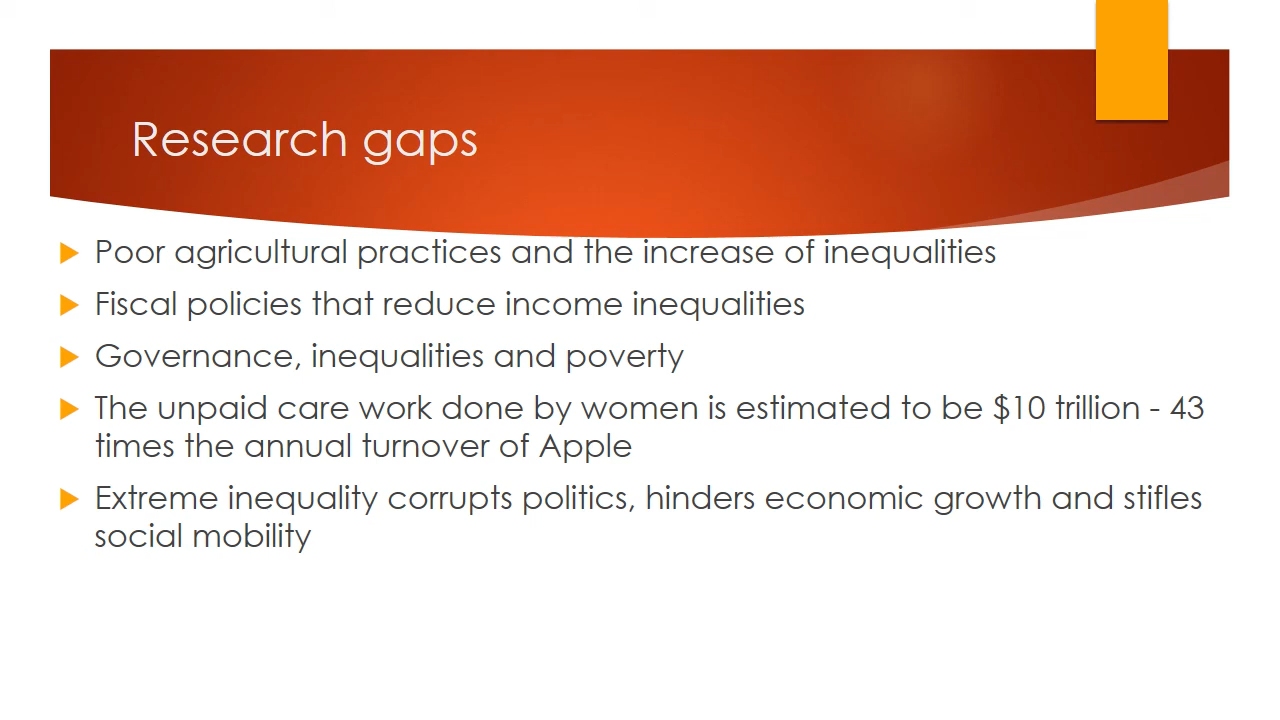 Research gaps
Poor agricultural practices and the increase of inequalities
Fiscal policies that reduce income inequalities
Governance, inequalities and poverty
The unpaid care work done by women is estimated to be $10 trillion - 43
times the annual turnover of Apple
Extreme inequality corrupts politics, hinders economic growth and stifles
social mobility